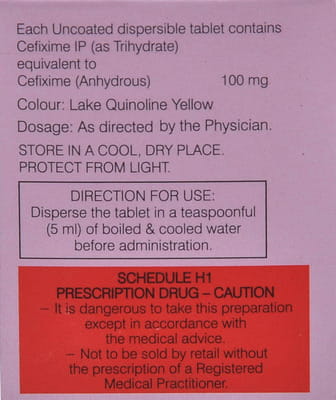 Each Uncoated dispersible tablet contains
Cefixime IP (as Trihydrate)
equivalent to
Cefixime (Anhydrous) 100 mg
Colour: Lake Quinoline Yellow
Dosage: As directed by the Physician.
STORE IN A COOL, DRY PLACE.
PROTECT FROM LIGHT.
DIRECTION FOR USE:
Disperse the tablet in a teaspoonful
(5 ml) of boiled & cooled water
before administration.
SCHEDULE H1
PRESCRIPTION DRUG – CAUTION
– It is dangerous to take this preparation
except in accordance with
the medical advice.
– Not to be sold by retail without
the prescription of a Registered
Medical Practitioner.